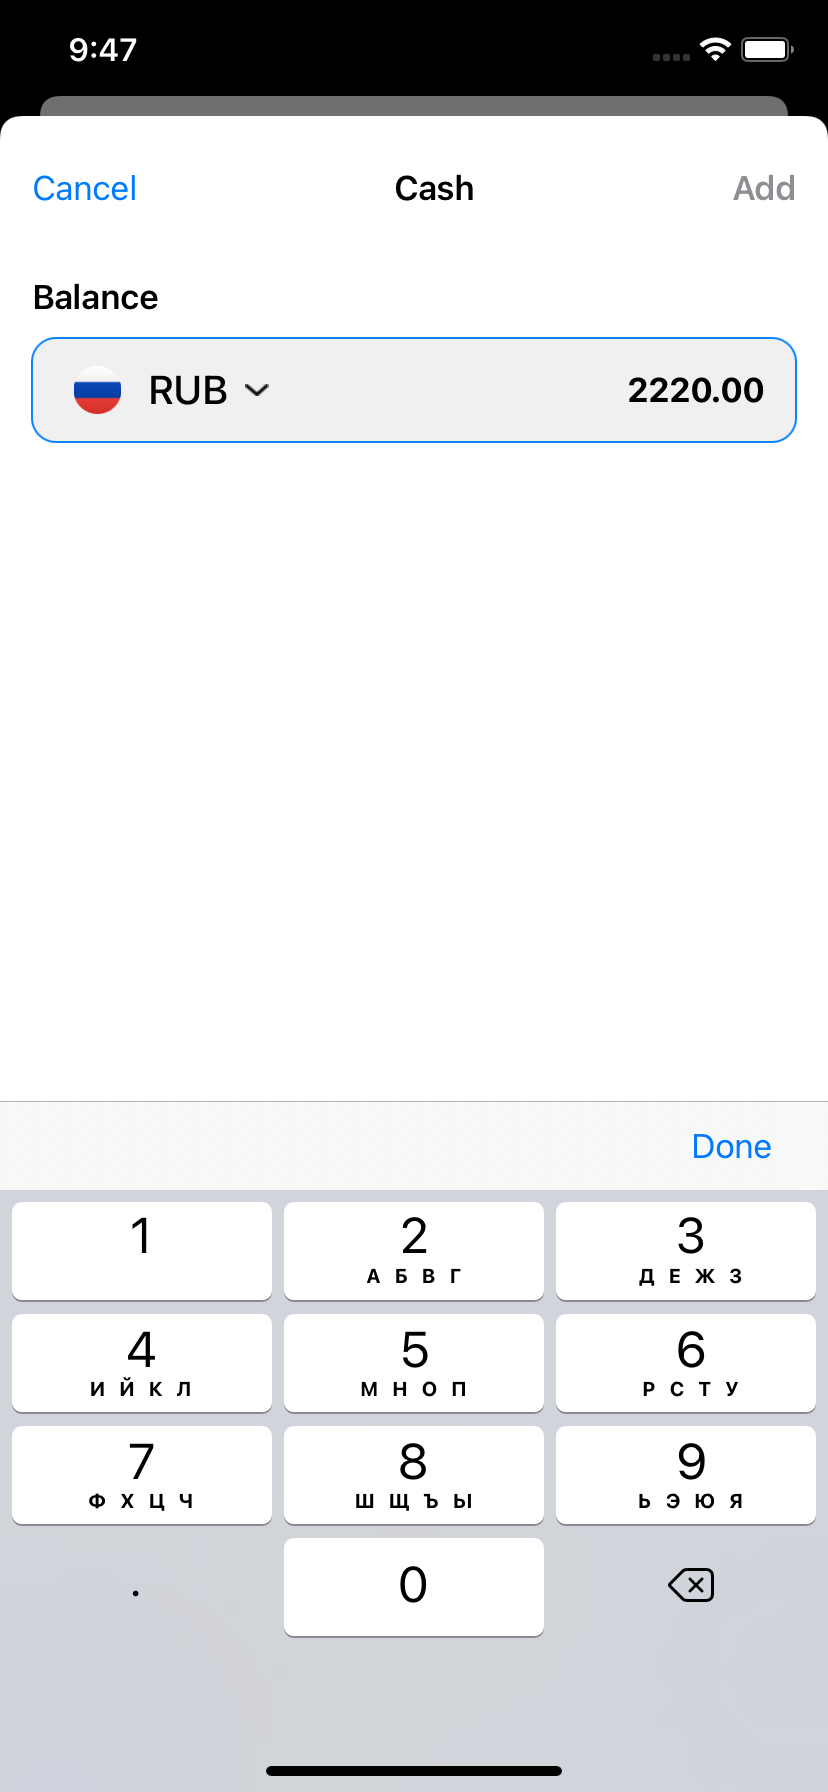 9:47
Cancel Cash Add
Balance
RUB 2220.00
Done
1 2 3
А Б В Г Д Е Ж З
4 5 6
И Й К Л М Н О П Р С Т У
7 8 9
Ф Х Ц Ч Ш Щ Ъ Ы Ь Э Ю Я
. 0